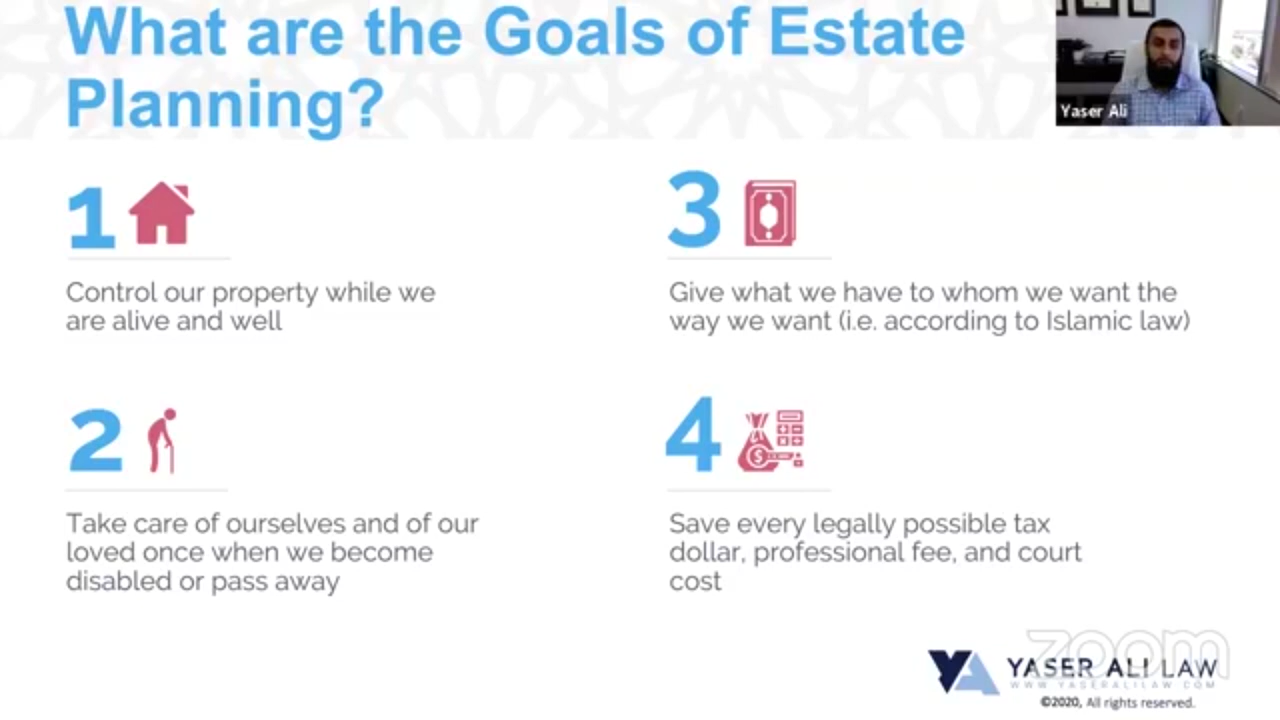 What are the Goals of Estate
Planning?
Yaser Ali
1
Control our property while we
are alive and well
2
Take care of ourselves and of our
loved once when we become
disabled or pass away
3
Give what we have to whom we want the
way we want (i.e. according to Islamic law)
4
Save every legally possible tax
dollar, professional fee, and court
cost
zoom
YA YASER ALI LAW
WWW.YASERALILAW.COM
©2020, All rights reserved.